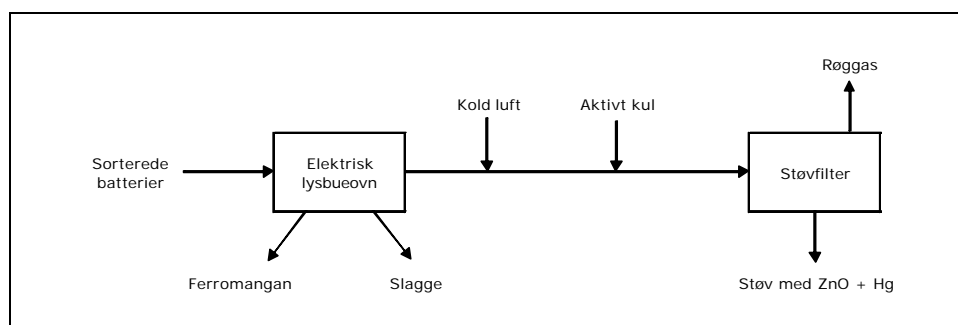 Røggas
Kold luft
Aktivt kul
Sorterede
batterier
Elektrisk
lysbueovn
Støvfilter
Ferromangan
Slagge
Støv med ZnO + Hg